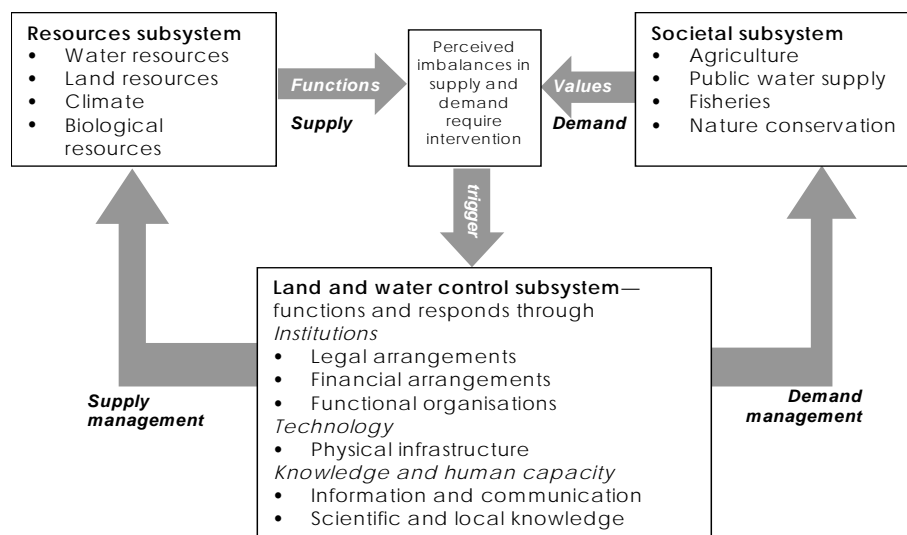 Resources subsystem
• Water resources
• Land resources
• Climate
• Biological
resources
Functions
Supply
Perceived
imbalances in
supply and
demand
require
intervention
Values
Demand
Societal subsystem
• Agriculture
• Public water supply
• Fisheries
• Nature conservation
trigger
Land and water control subsystem—
functions and responds through
Institutions
• Legal arrangements
• Financial arrangements
• Functional organisations
Technology
• Physical infrastructure
Knowledge and human capacity
• Information and communication
• Scientific and local knowledge
Supply
management
Demand
management